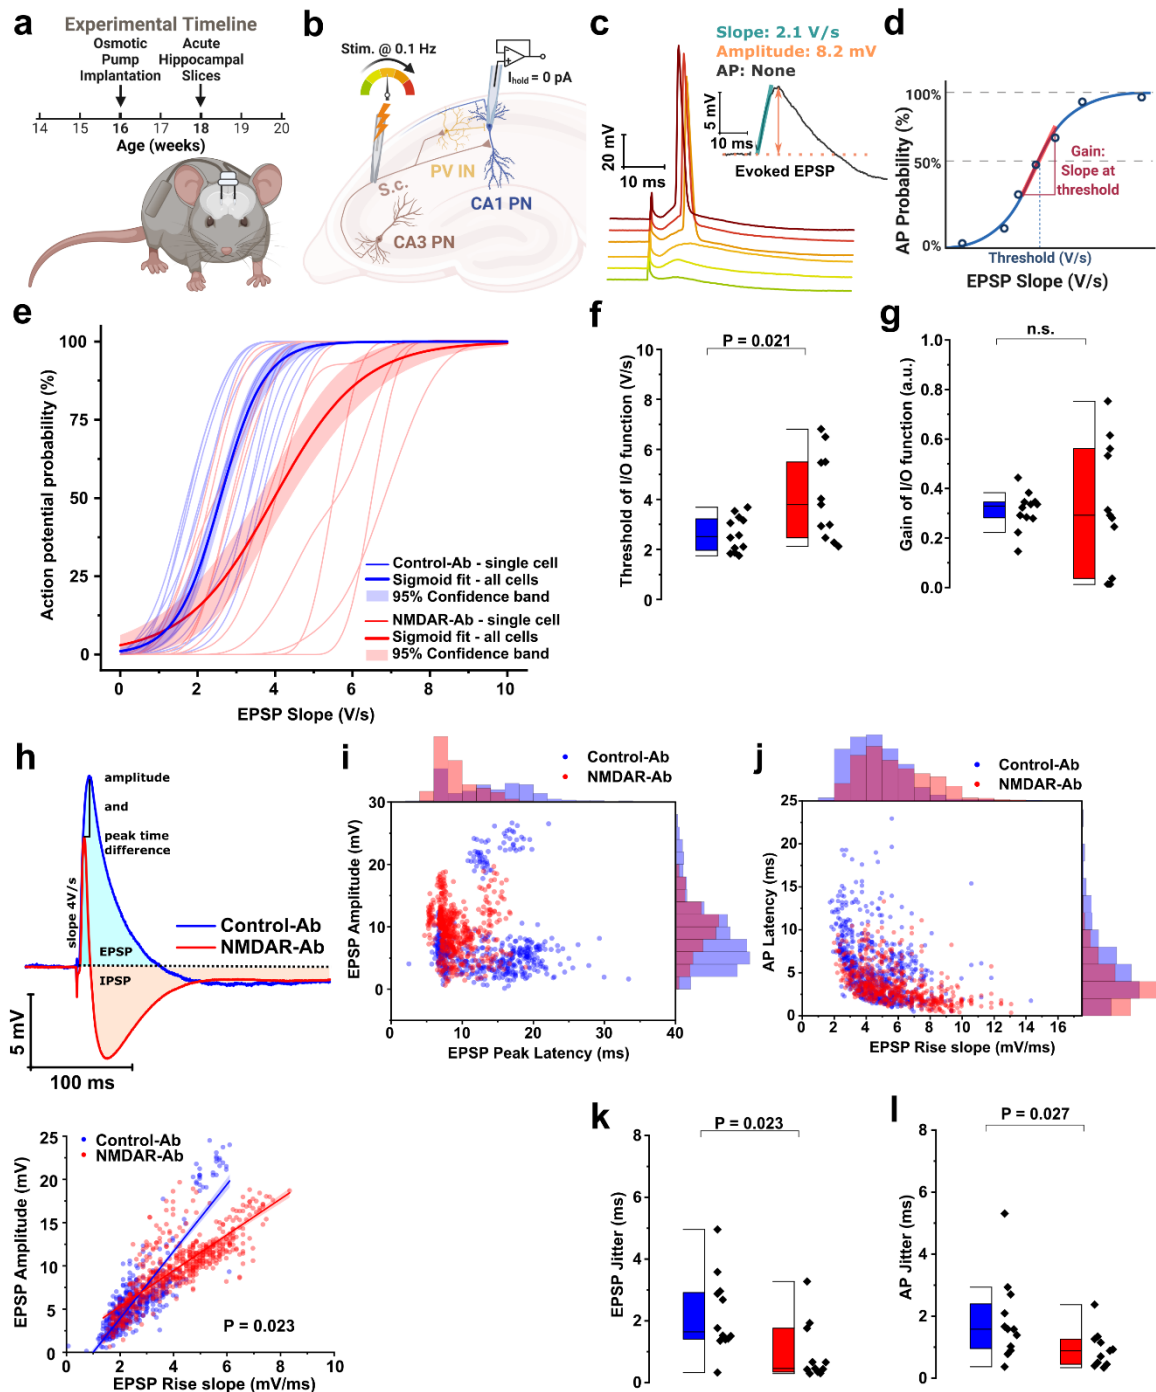 a
Experimental Timeline
Osmotic
Pump
Implantation
Acute
Hippocampal
Slices
14 15 16 17 18 19 20
Age (weeks)
b
Stim. @ 0.1 Hz
Ihold = 0 pA
PV IN
S.c.
CA1 PN
CA3 PN
c
Slope: 2.1 V/s
Amplitude: 8.2 mV
AP: None
20 mV
10 ms
5 mV
10 ms
Evoked EPSP
d
AP Probability (%)
100%
50%
0%
Gain:
Slope at
threshold
Threshold (V/s)
EPSP Slope (V/s)
e
Action potential probability (%)
100
75
50
25
0
0 2 4 6 8 10
EPSP Slope (V/s)
Control-Ab - single cell
Sigmoid fit - all cells
95% Confidence band
NMDAR-Ab - single cell
Sigmoid fit - all cells
95% Confidence band
f
P = 0.021
Threshold of I/O function (V/s)
10
8
6
4
2
0
g
n.s.
Gain of I/O function (a.u.)
1.0
0.8
0.6
0.4
0.2
0.0
h
amplitude
and
peak time
difference
slope 4V/s
Control-Ab
NMDAR-Ab
EPSP
IPSP
5 mV
100 ms
Control-Ab
NMDAR-Ab
EPSP Amplitude (mV)
25
20
15
10
5
0
P = 0.023
0 2 4 6 8 10
EPSP Rise slope (mV/ms)
i
Control-Ab
NMDAR-Ab
EPSP Amplitude (mV)
30
20
10
0
0 10 20 30 40
EPSP Peak Latency (ms)
j
Control-Ab
NMDAR-Ab
AP Latency (ms)
25
20
15
10
5
0
0 2 4 6 8 10 12 14 16
EPSP Rise slope (mV/ms)
k
P = 0.023
EPSP Jitter (ms)
8
6
4
2
0
l
P = 0.027
AP Jitter (ms)
8
6
4
2
0